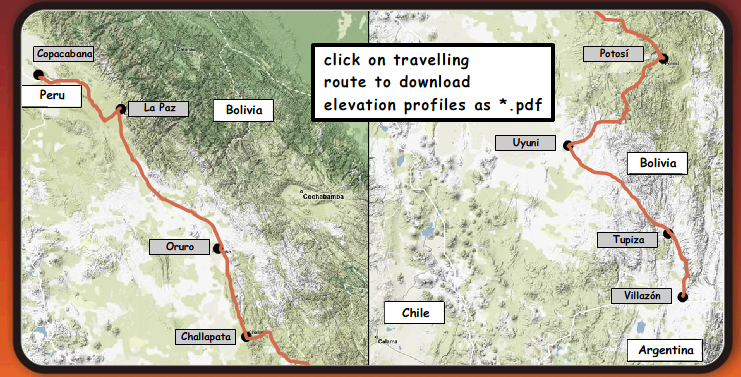 Copacabana
Peru
La Paz
Bolivia
Cochabamba
Oruro
Challapata
click on travelling
route to download
elevation profiles as *.pdf
Potosí
Uyuni
Bolivia
Tupiza
Villazón
Chile
Calama
Argentina